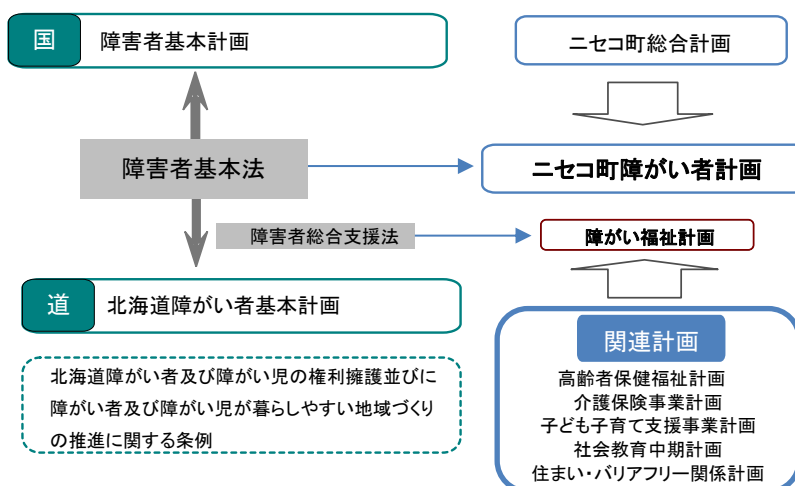 国
障害者基本計画
ニセコ町総合計画
障害者基本法
ニセコ町障がい者計画
障害者総合支援法
障がい福祉計画
道
北海道障がい者基本計画
北海道障がい者及び障がい児の権利擁護並びに
障がい者及び障がい児が暮らしやすい地域づくり
の推進に関する条例
関連計画
高齢者保健福祉計画
介護保険事業計画
子ども子育て支援事業計画
社会教育中期計画
住まい・バリアフリー関係計画